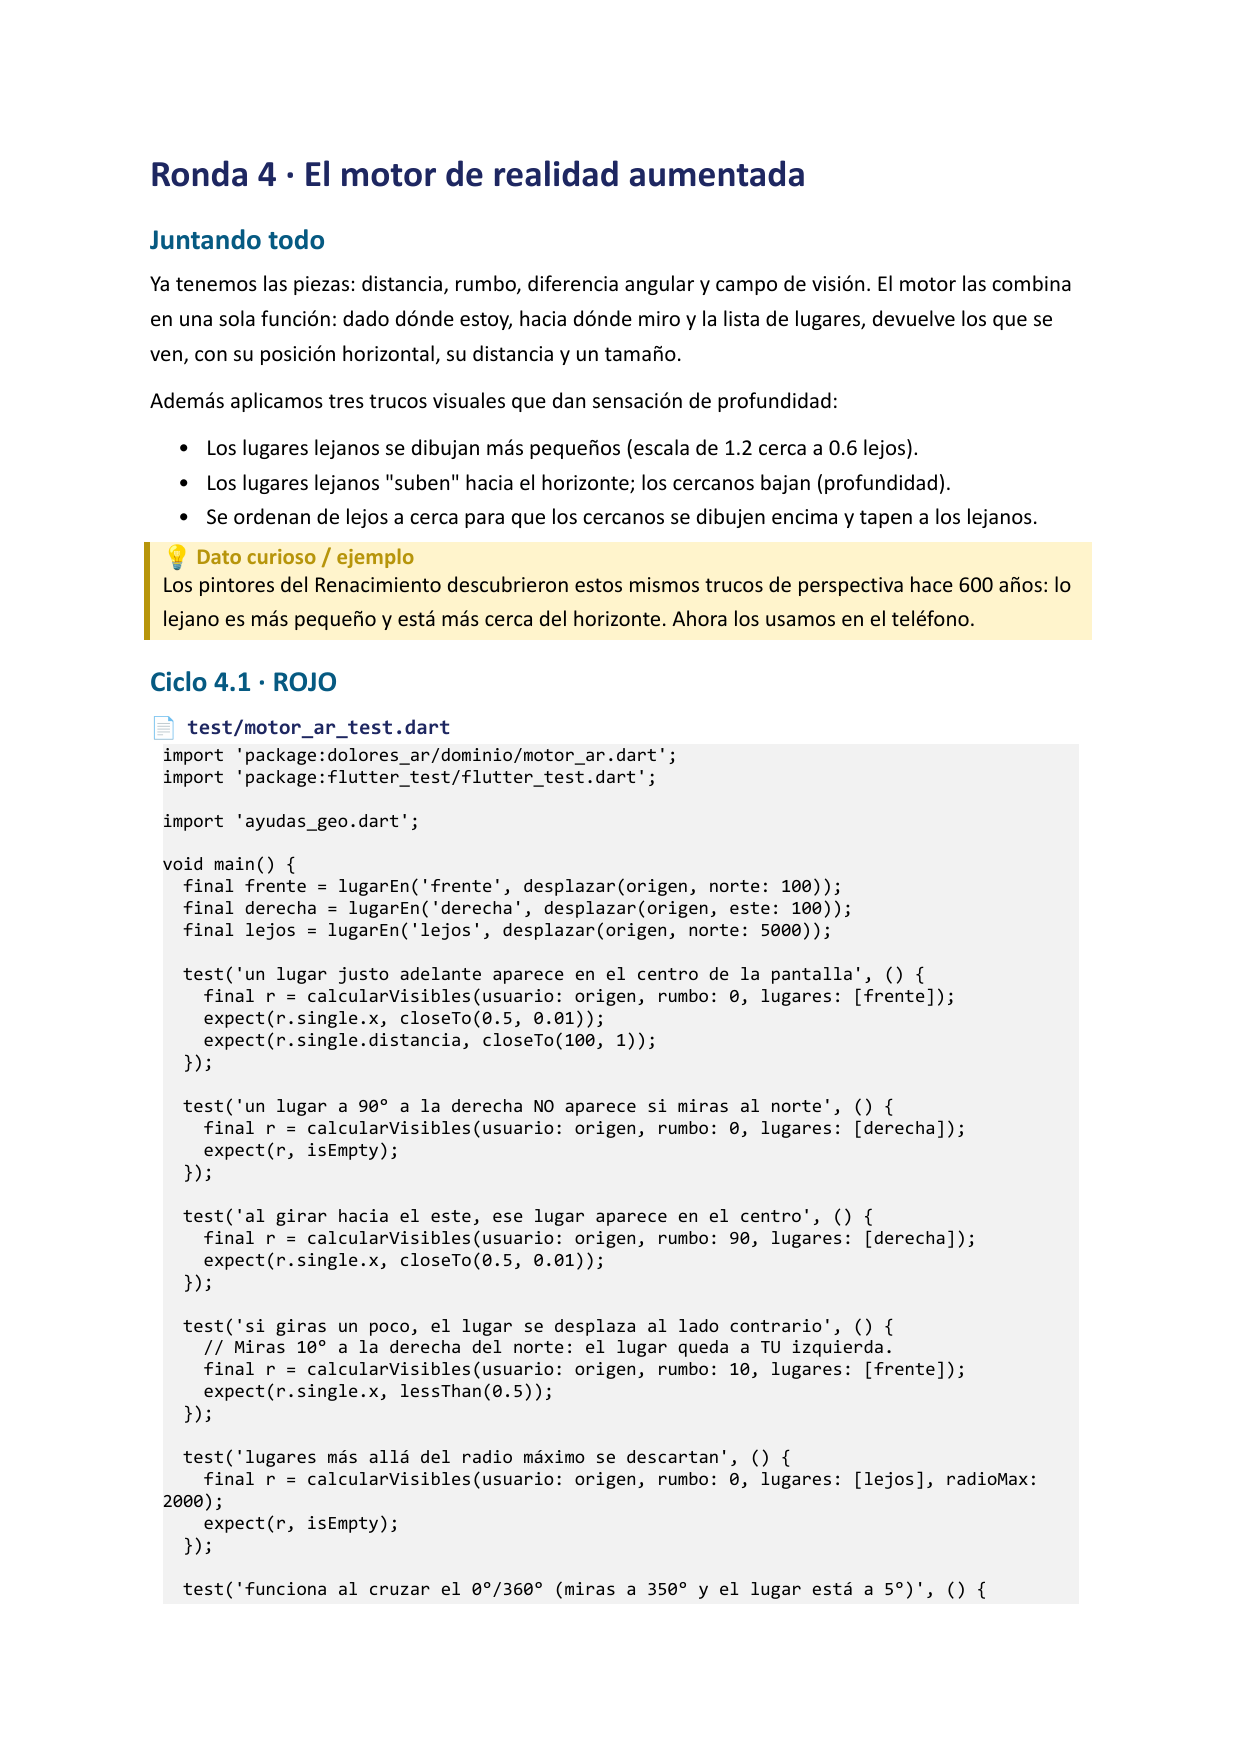 Ronda 4 · El motor de realidad aumentada
Juntando todo
Ya tenemos las piezas: distancia, rumbo, diferencia angular y campo de visión. El motor las combina
en una sola función: dado dónde estoy, hacia dónde miro y la lista de lugares, devuelve los que se
ven, con su posición horizontal, su distancia y un tamaño.
Además aplicamos tres trucos visuales que dan sensación de profundidad:
• Los lugares lejanos se dibujan más pequeños (escala de 1.2 cerca a 0.6 lejos).
• Los lugares lejanos "suben" hacia el horizonte; los cercanos bajan (profundidad).
• Se ordenan de lejos a cerca para que los cercanos se dibujen encima y tapen a los lejanos.
💡 Dato curioso / ejemplo
Los pintores del Renacimiento descubrieron estos mismos trucos de perspectiva hace 600 años: lo
lejano es más pequeño y está más cerca del horizonte. Ahora los usamos en el teléfono.
Ciclo 4.1 · ROJO
📄 test/motor_ar_test.dart
import 'package:dolores_ar/dominio/motor_ar.dart';
import 'package:flutter_test/flutter_test.dart';

import 'ayudas_geo.dart';

void main() {
  final frente = lugarEn('frente', desplazar(origen, norte: 100));
  final derecha = lugarEn('derecha', desplazar(origen, este: 100));
  final lejos = lugarEn('lejos', desplazar(origen, norte: 5000));

  test('un lugar justo adelante aparece en el centro de la pantalla', () {
    final r = calcularVisibles(usuario: origen, rumbo: 0, lugares: [frente]);
    expect(r.single.x, closeTo(0.5, 0.01));
    expect(r.single.distancia, closeTo(100, 1));
  });

  test('un lugar a 90° a la derecha NO aparece si miras al norte', () {
    final r = calcularVisibles(usuario: origen, rumbo: 0, lugares: [derecha]);
    expect(r, isEmpty);
  });

  test('al girar hacia el este, ese lugar aparece en el centro', () {
    final r = calcularVisibles(usuario: origen, rumbo: 90, lugares: [derecha]);
    expect(r.single.x, closeTo(0.5, 0.01));
  });

  test('si giras un poco, el lugar se desplaza al lado contrario', () {
    // Miras 10° a la derecha del norte: el lugar queda a TU izquierda.
    final r = calcularVisibles(usuario: origen, rumbo: 10, lugares: [frente]);
    expect(r.single.x, lessThan(0.5));
  });

  test('lugares más allá del radio máximo se descartan', () {
    final r = calcularVisibles(usuario: origen, rumbo: 0, lugares: [lejos], radioMax:
2000);
    expect(r, isEmpty);
  });

  test('funciona al cruzar el 0°/360° (miras a 350° y el lugar está a 5°)', () {